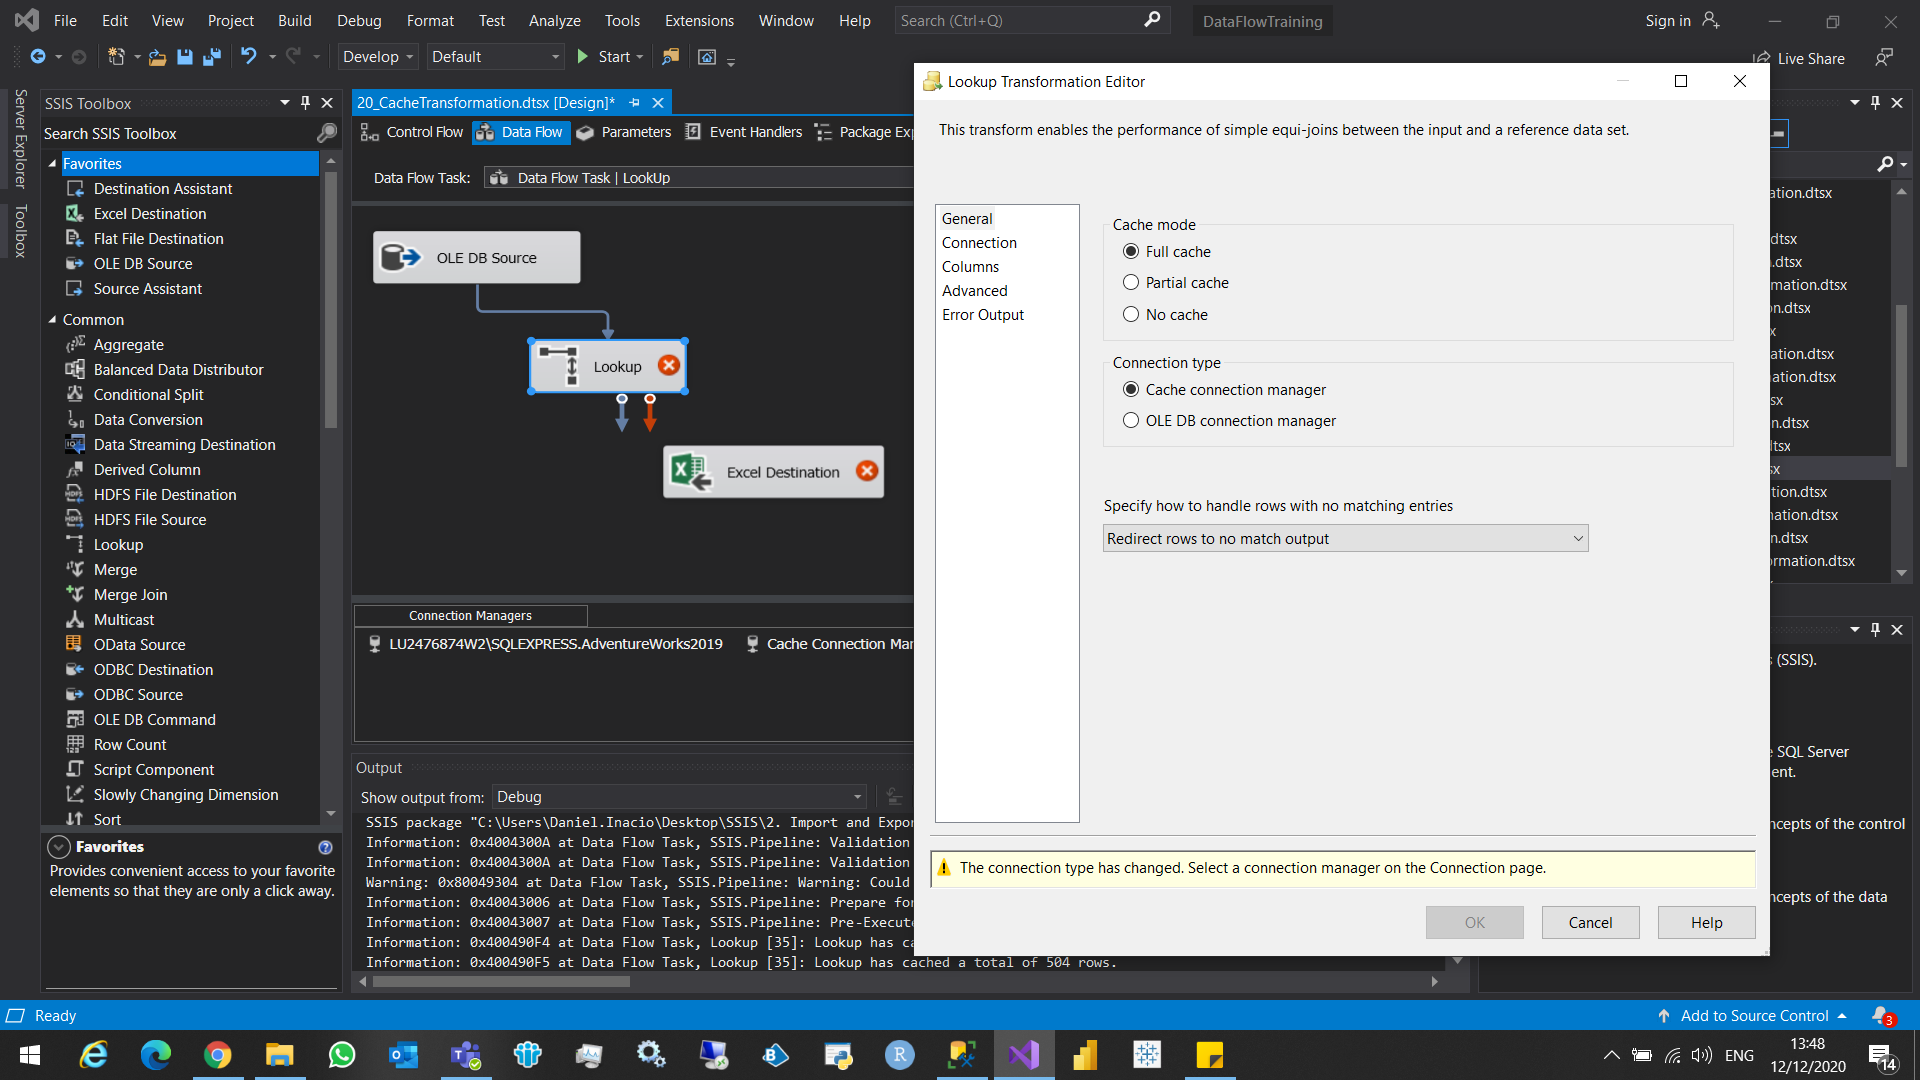 File Edit View Project Build Debug Format Test Analyze Tools Extensions Window Help Search (Ctrl+Q) DataFlowTraining Sign in
Develop Default Start Live Share
Server Explorer
Toolbox
SSIS Toolbox
Search SSIS Toolbox
Favorites
Destination Assistant
Excel Destination
Flat File Destination
OLE DB Source
Source Assistant
Common
Aggregate
Balanced Data Distributor
Conditional Split
Data Conversion
Data Streaming Destination
Derived Column
HDFS File Destination
HDFS File Source
Lookup
Merge
Merge Join
Multicast
OData Source
ODBC Destination
ODBC Source
OLE DB Command
Row Count
Script Component
Slowly Changing Dimension
Sort
Favorites
Provides convenient access to your favorite
elements so that they are only a click away.
20_CacheTransformation.dtsx [Design]*
Control Flow Data Flow Parameters Event Handlers Package Exp
Data Flow Task: Data Flow Task | LookUp
OLE DB Source
Lookup
Excel Destination
Connection Managers
LU2476874W2\SQLEXPRESS.AdventureWorks2019 Cache Connection Mar
Output
Show output from: Debug
SSIS package "C:\Users\Daniel.Inacio\Desktop\SSIS\2. Import and Expor
Information: 0x4004300A at Data Flow Task, SSIS.Pipeline: Validation
Information: 0x4004300A at Data Flow Task, SSIS.Pipeline: Validation
Warning: 0x80049304 at Data Flow Task, SSIS.Pipeline: Warning: Could
Information: 0x40043006 at Data Flow Task, SSIS.Pipeline: Prepare for
Information: 0x40043007 at Data Flow Task, SSIS.Pipeline: Pre-Execute
Information: 0x400490F4 at Data Flow Task, Lookup [35]: Lookup has ca
Information: 0x400490F5 at Data Flow Task, Lookup [35]: Lookup has cached a total of 504 rows.
Lookup Transformation Editor
This transform enables the performance of simple equi-joins between the input and a reference data set.
General
Connection
Columns
Advanced
Error Output
Cache mode
Full cache
Partial cache
No cache
Connection type
Cache connection manager
OLE DB connection manager
Specify how to handle rows with no matching entries
Redirect rows to no match output
The connection type has changed. Select a connection manager on the Connection page.
OK Cancel Help
ation.dtsx
dtsx
.dtsx
mation.dtsx
on.dtsx
x
ation.dtsx
ation.dtsx
sx
n.dtsx
tsx
sx
tion.dtsx
nation.dtsx
n.dtsx
rmation.dtsx
(SSIS).
SQL Server
ent.
ncepts of the control
ncepts of the data
Ready Add to Source Control 3
ENG 13:48
12/12/2020 14